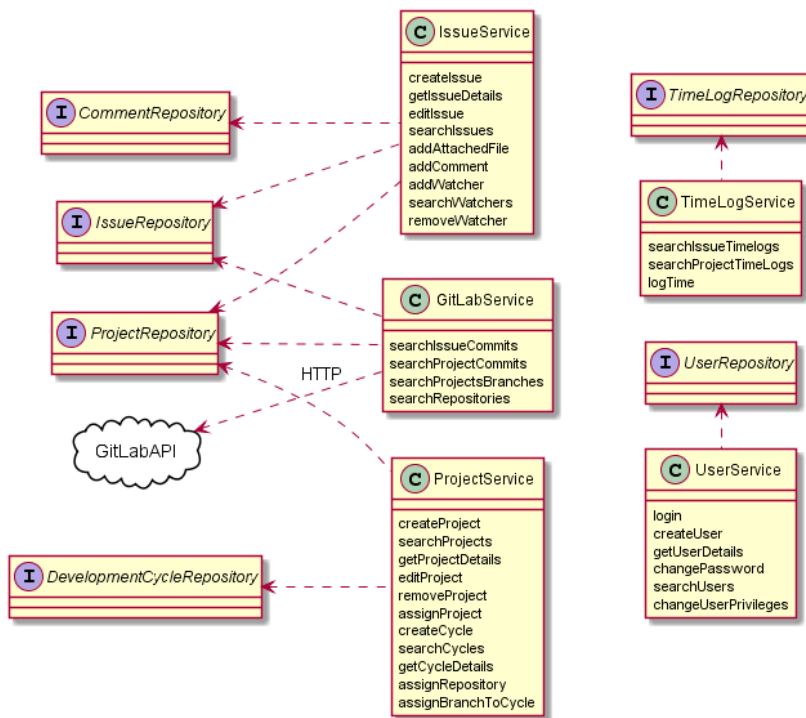 C IssueService
createIssue
getIssueDetails
editIssue
searchIssues
addAttachedFile
addComment
addWatcher
searchWatchers
removeWatcher
I CommentRepository
I IssueRepository
I ProjectRepository
C GitLabService
searchIssueCommits
searchProjectCommits
searchProjectsBranches
searchRepositories
HTTP
GitLabAPI
C ProjectService
createProject
searchProjects
getProjectDetails
editProject
removeProject
assignProject
createCycle
searchCycles
getCycleDetails
assignRepository
assignBranchToCycle
I DevelopmentCycleRepository
I TimeLogRepository
C TimeLogService
searchIssueTimelogs
searchProjectTimeLogs
logTime
I UserRepository
C UserService
login
createUser
getUserDetails
changePassword
searchUsers
changeUserPrivileges